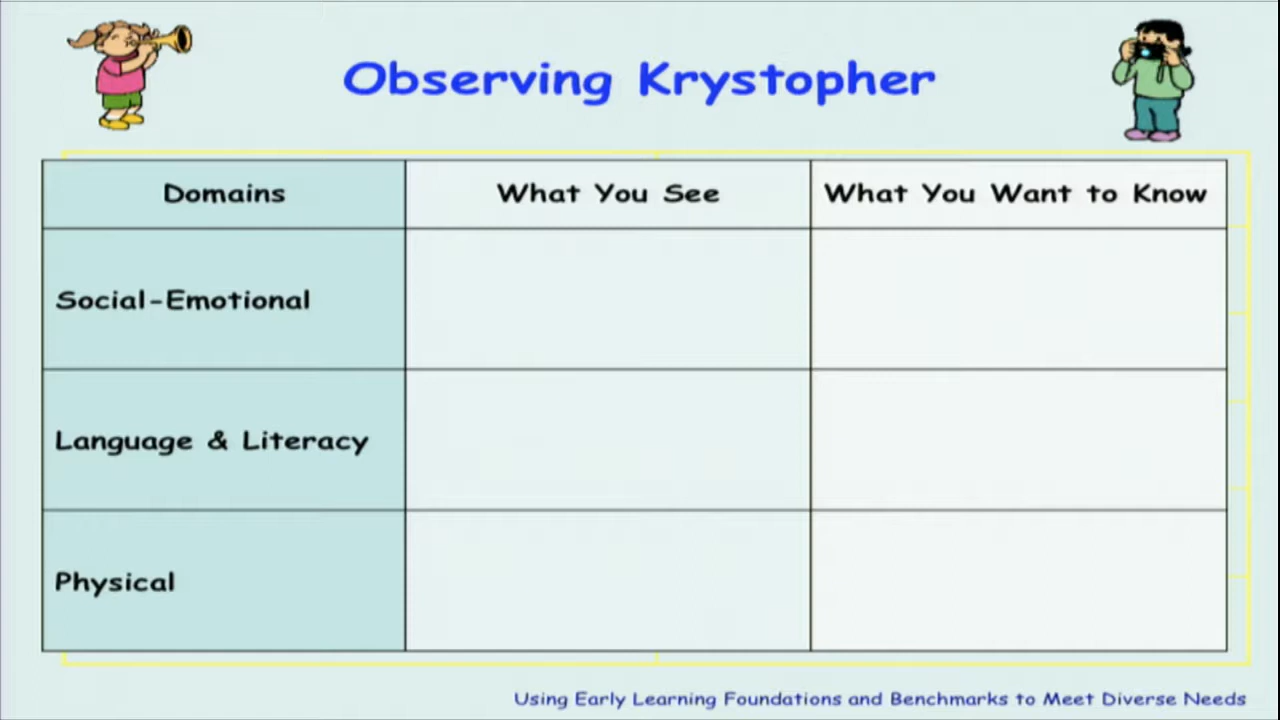 Observing Krystopher
Domains
What You See
What You Want to Know
Social-Emotional
Language & Literacy
Physical
Using Early Learning Foundations and Benchmarks to Meet Diverse Needs